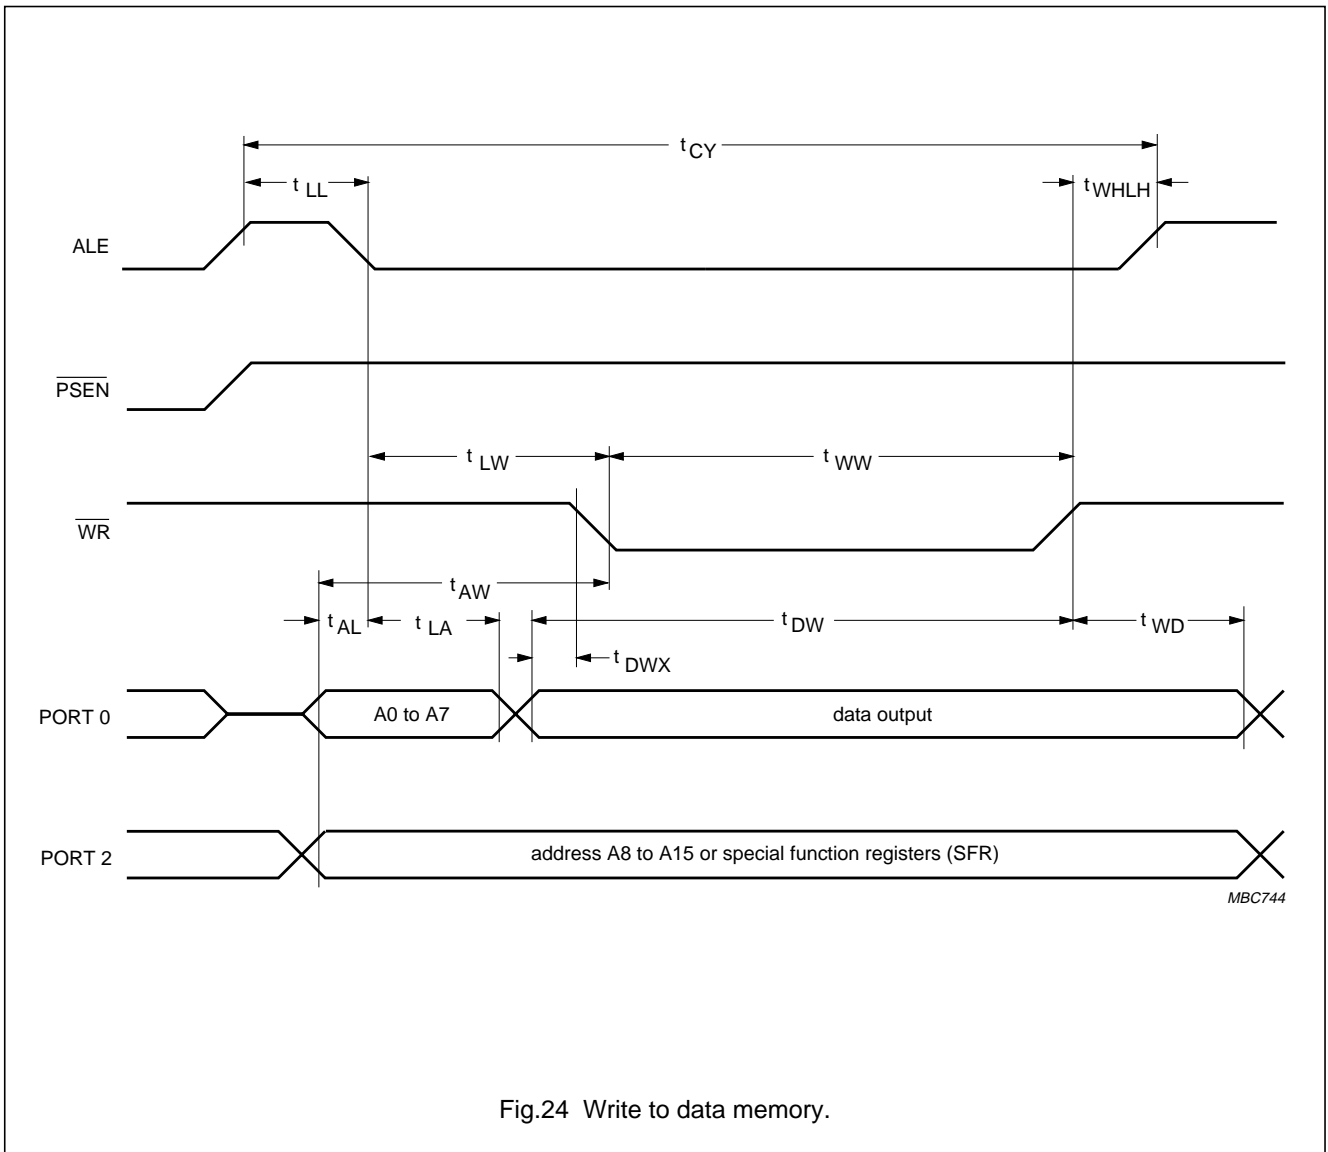 t CY
t LL
t WHLH
ALE
PSEN
t LW
t WW
WR
t AW
t AL
t LA
t DW
t WD
t DWX
PORT 0
A0 to A7
data output
PORT 2
address A8 to A15 or special function registers (SFR)
MBC744
Fig.24 Write to data memory.